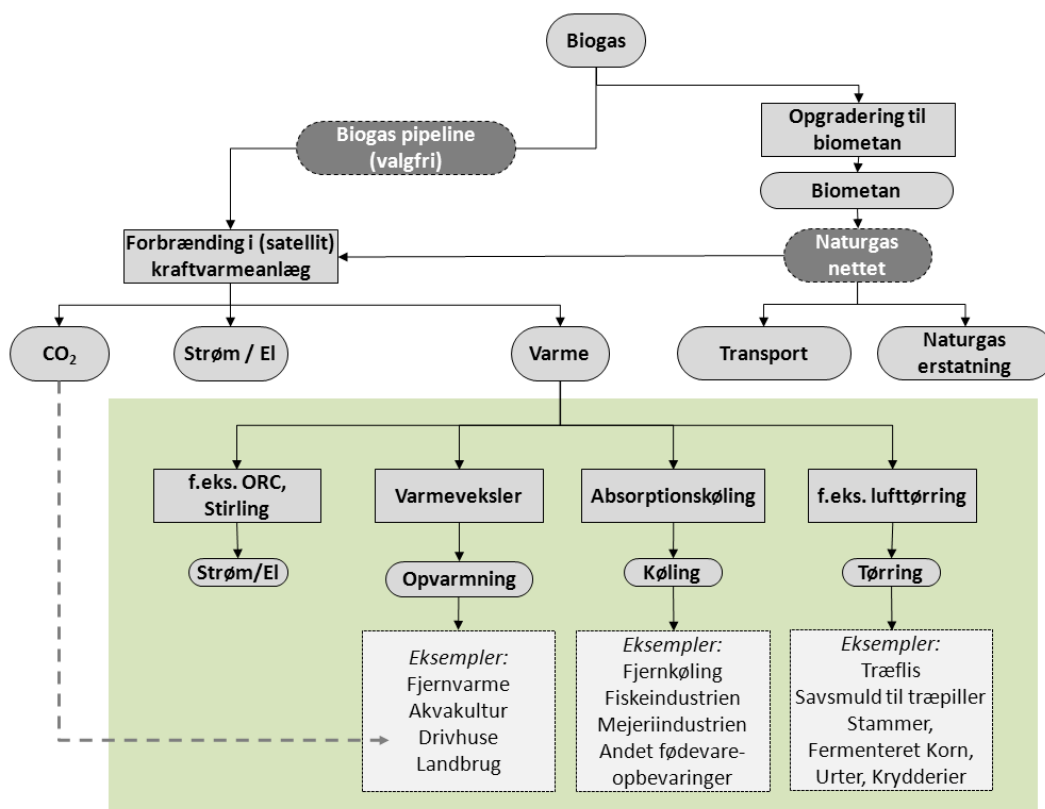 Biogas
Opgradering til
biometan
Biogas pipeline
(valgfri)
Biometan
Forbrænding i (satellit)
kraftvarmeanlæg
Naturgas
nettet
CO₂
Strøm / El
Varme
Transport
Naturgas
erstatning
f.eks. ORC,
Stirling
Varmeveksler
Absorptionskøling
f.eks. lufttørring
Strøm/El
Opvarmning
Køling
Tørring
Eksempler:
Fjernvarme
Akvakultur
Drivhuse
Landbrug
Eksempler:
Fjernkøling
Fiskeindustrien
Mejeriindustrien
Andet fødevare-
opbevaringer
Eksempler:
Træflis
Savsmuld til træpiller
Stammer,
Fermenteret Korn,
Urter, Krydderier